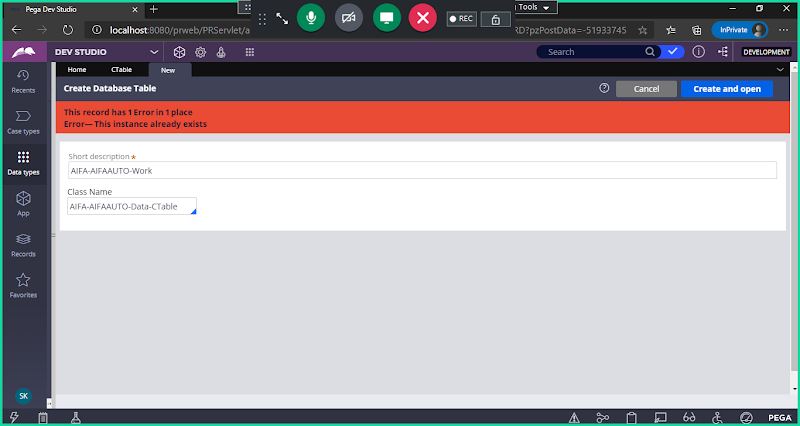 Pega Dev Studio
Tools
localhost:8080/prweb/PRServlet/a
RD?pzPostData=-51933745
InPrivate
REC
DEV STUDIO
Search
DEVELOPMENT
Home
CTable
New
Recents
Create Database Table
Cancel
Create and open
This record has 1 Error in 1 place
Error— This instance already exists
Case types
Short description
AIFA-AIFAAUTO-Work
Data types
Class Name
AIFA-AIFAAUTO-Data-CTable
App
Records
Favorites
SK
PEGA